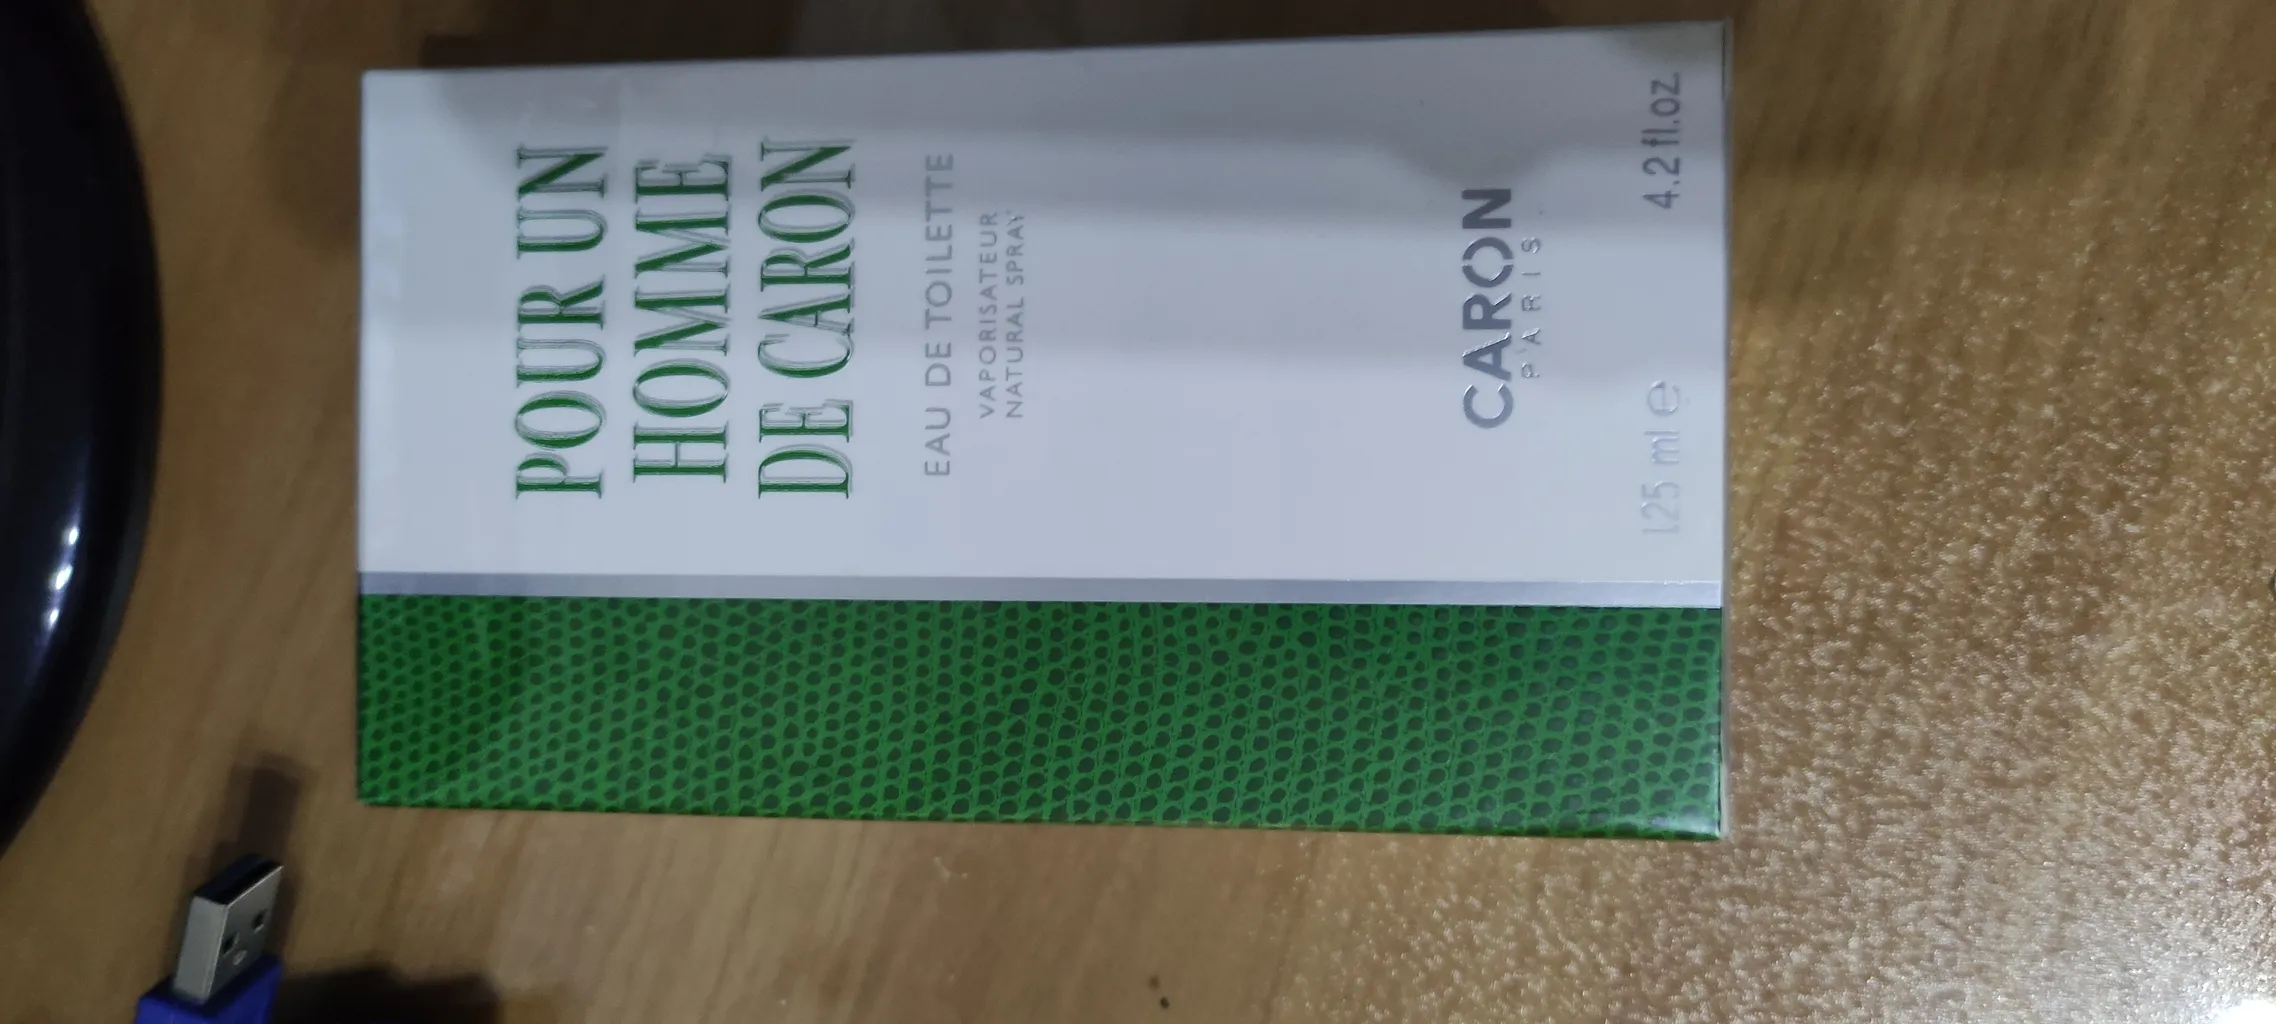 POUR UN
HOMME
DE CARON
EAU DE TOILETTE
VAPORISATEUR
NATURAL SPRAY
CARON
PARIS
125 ml ℮ 4.2 fl.oz